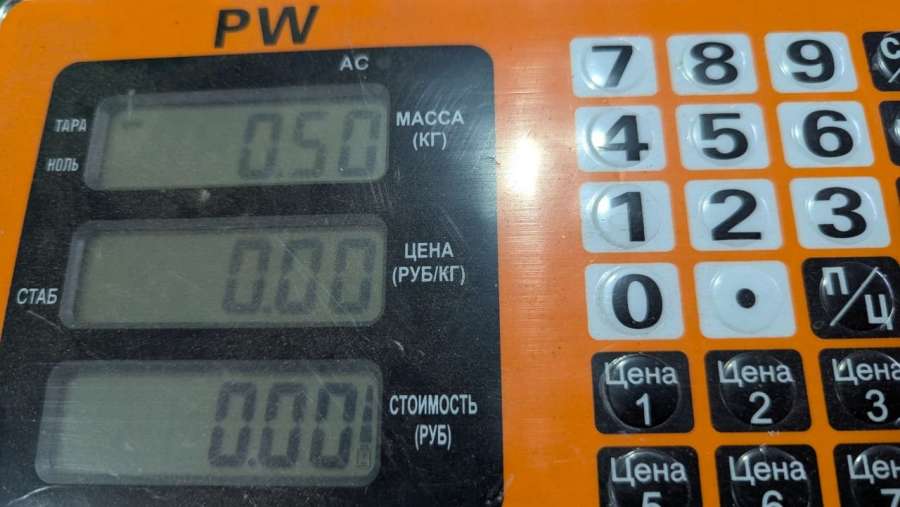 PW
AC
ТАРА
0.50
МАССА
(КГ)
НОЛЬ
0.00
ЦЕНА
(РУБ/КГ)
СТАБ
0.00
СТОИМОСТЬ
(РУБ)
7 8 9
4 5 6
1 2 3
0 . П/Ц
Цена 1
Цена 2
Цена 3
Цена 5
Цена 6
Цена 7